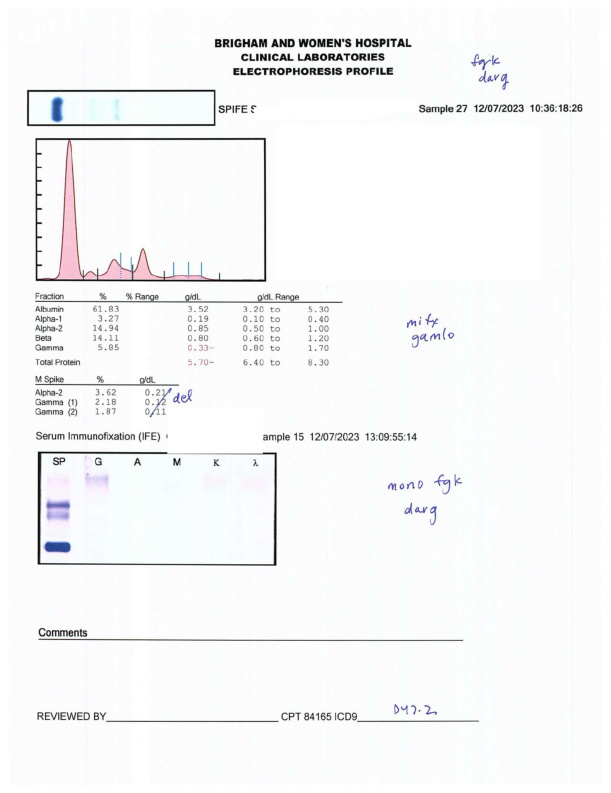 BRIGHAM AND WOMEN'S HOSPITAL
CLINICAL LABORATORIES
ELECTROPHORESIS PROFILE
fgk
darg
SPIFE S
Sample 27 12/07/2023 10:36:18:26
Fraction % % Range g/dL g/dL Range
Albumin 61.83 3.52 3.20 to 5.30
Alpha-1 3.27 0.19 0.10 to 0.40
Alpha-2 14.94 0.85 0.50 to 1.00
Beta 14.11 0.80 0.60 to 1.20
Gamma 5.85 0.33- 0.80 to 1.70
Total Protein 5.70- 6.40 to 8.30
mifx
gamlo
M Spike % g/dL
Alpha-2 3.62 0.21
Gamma (1) 2.18 0.12 del
Gamma (2) 1.87 0.11
Serum Immunofixation (IFE) ample 15 12/07/2023 13:09:55:14
SP G A M K λ
mono fgk
darg
Comments
REVIEWED BY CPT 84165 ICD9 D47.2